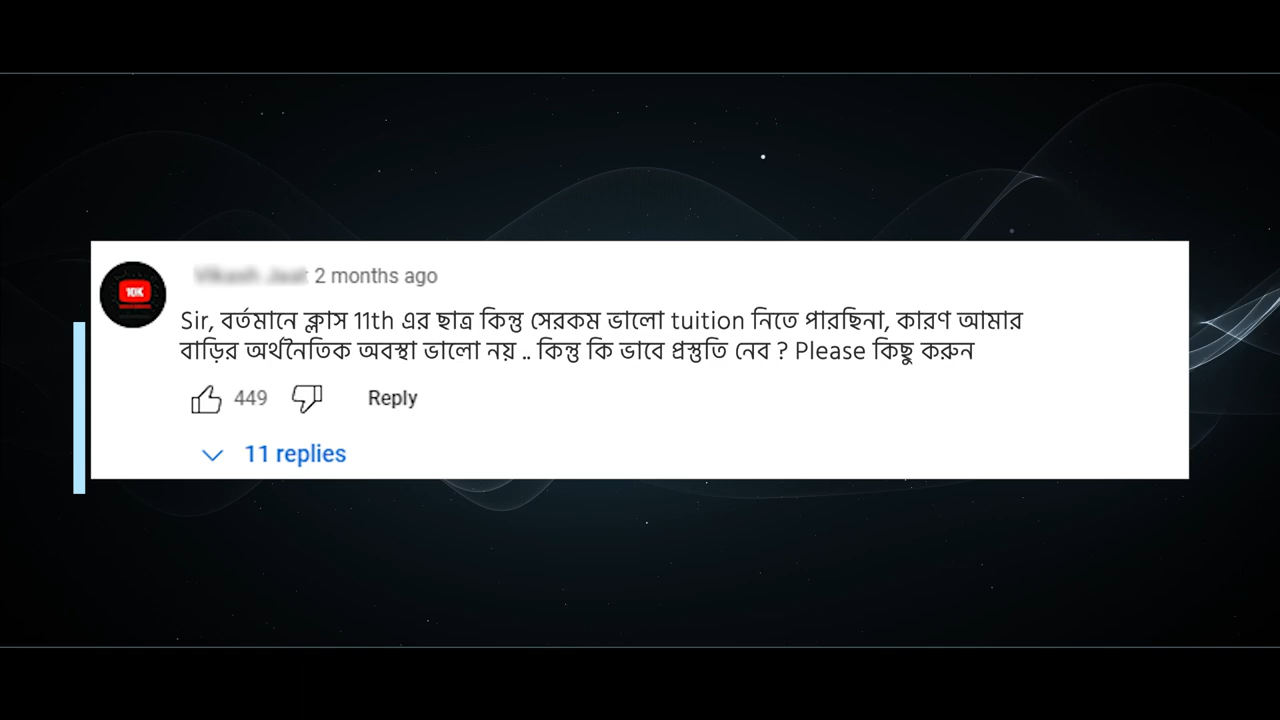 10K
2 months ago
Sir, বর্তমানে ক্লাস 11th এর ছাত্র কিন্তু সেরকম ভালো tuition নিতে পারছিনা, কারণ আমার
বাড়ির অর্থনৈতিক অবস্থা ভালো নয় .. কিন্তু কি ভাবে প্রস্তুতি নেব ? Please কিছু করুন
449 Reply
11 replies